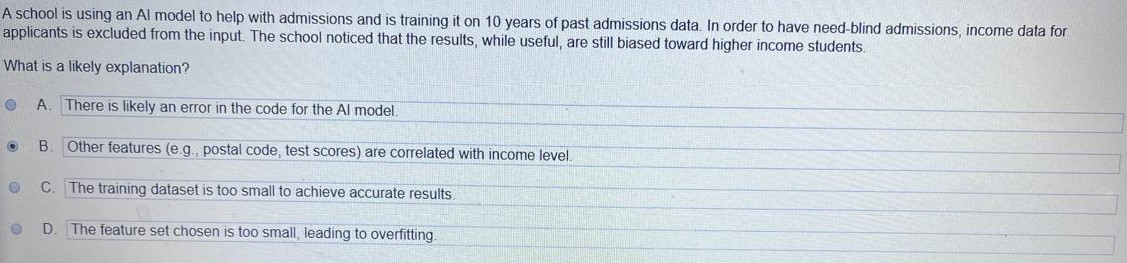 A school is using an AI model to help with admissions and is training it on 10 years of past admissions data. In order to have need-blind admissions, income data for
applicants is excluded from the input. The school noticed that the results, while useful, are still biased toward higher income students.
What is a likely explanation?
A. There is likely an error in the code for the AI model.
B. Other features (e.g., postal code, test scores) are correlated with income level.
C. The training dataset is too small to achieve accurate results.
D. The feature set chosen is too small, leading to overfitting.